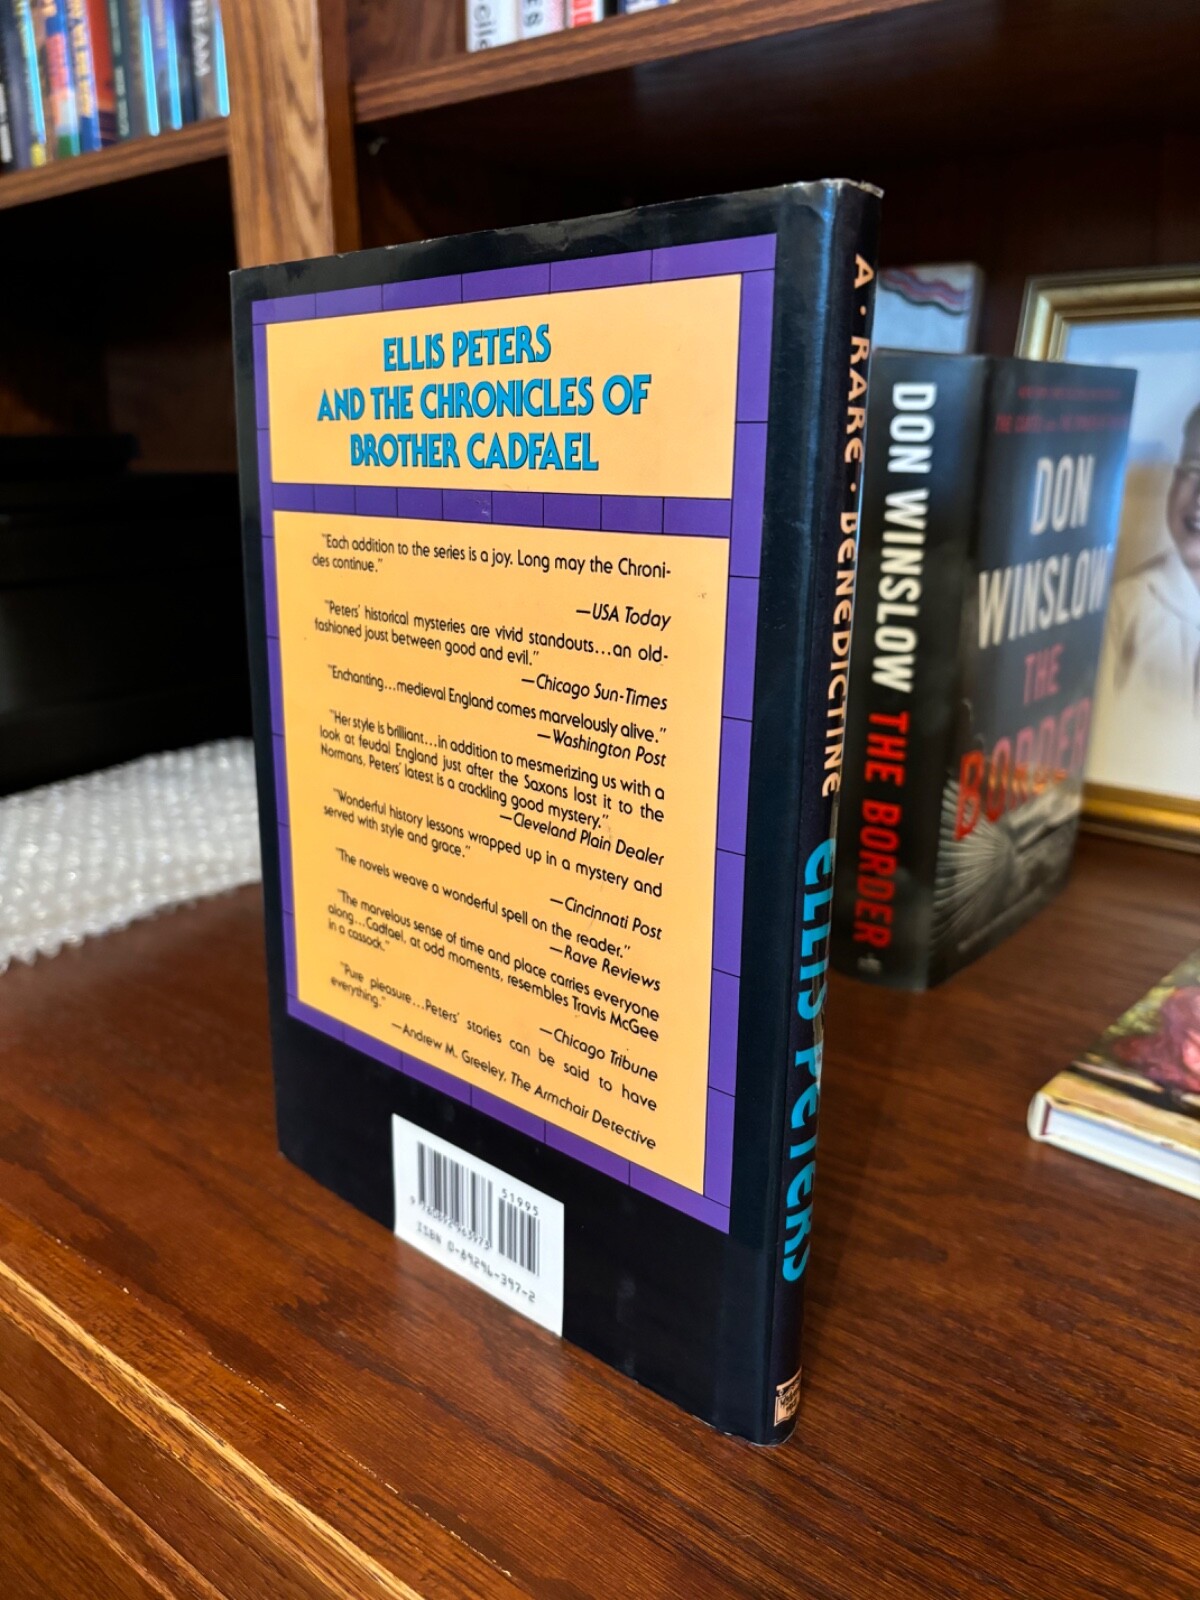 ELLIS PETERS
AND THE CHRONICLES OF
BROTHER CADFAEL
"Each addition to the series is a joy. Long may the Chroni-
cles continue."
—USA Today
"Peters' historical mysteries are vivid standouts...an old-
fashioned joust between good and evil."
—Chicago Sun-Times
"Enchanting...medieval England comes marvelously alive."
—Washington Post
"Her style is brilliant...in addition to mesmerizing us with a
look at feudal England just after the Saxons lost it to the
Normans, Peters' latest is a crackling good mystery."
—Cleveland Plain Dealer
"Wonderful history lessons wrapped up in a mystery and
served with style and grace."
—Cincinnati Post
"The novels weave a wonderful spell on the reader."
—Rave Reviews
"The marvelous sense of time and place carries everyone
along...Cadfael, at odd moments, resembles Travis McGee
in a cassock."
—Chicago Tribune
"Pure pleasure...Peters' stories can be said to have
everything."
—Andrew M. Greeley, The Armchair Detective
51995
ISBN 0-89296-397-2
A • RARE • BENEDICTINE
ELLIS PETERS
DON WINSLOW THE BORDER
DON
WINSLOW
THE
BORDER
BEAM